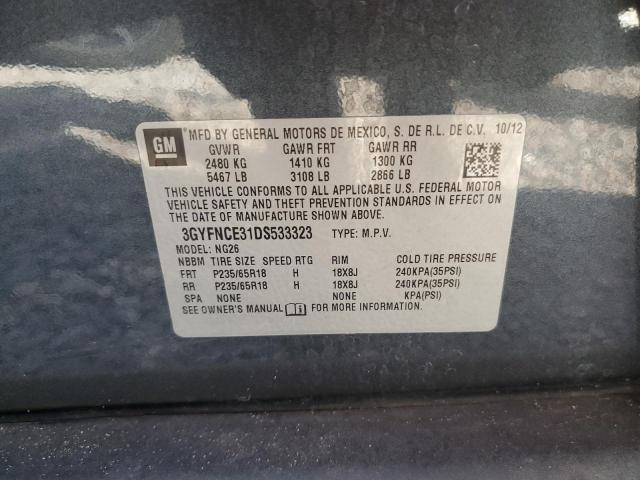 GM
MFD BY GENERAL MOTORS DE MEXICO, S. DE R.L. DE C.V. 10/12
GVWR GAWR FRT GAWR RR
2480 KG 1410 KG 1300 KG
5467 LB 3108 LB 2866 LB
THIS VEHICLE CONFORMS TO ALL APPLICABLE U.S. FEDERAL MOTOR
VEHICLE SAFETY AND THEFT PREVENTION STANDARDS IN EFFECT ON
THE DATE OF MANUFACTURE SHOWN ABOVE.
3GYFNCE31DS533323 TYPE: M.P.V.
MODEL: NG26
NBBM TIRE SIZE SPEED RTG RIM COLD TIRE PRESSURE
FRT P235/65R18 H 18X8J 240KPA(35PSI)
RR P235/65R18 H 18X8J 240KPA(35PSI)
SPA NONE NONE KPA(PSI)
SEE OWNER'S MANUAL FOR MORE INFORMATION.